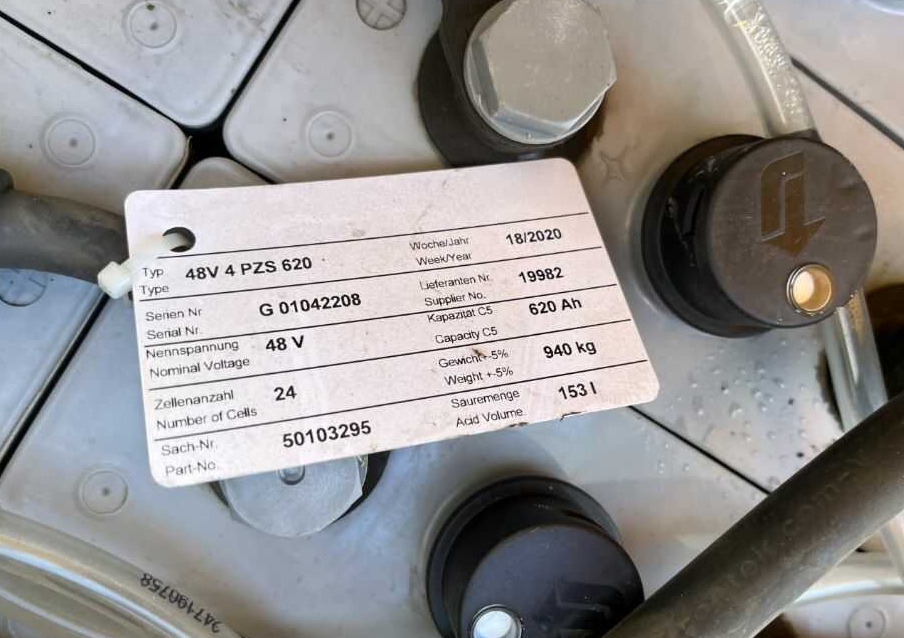 Typ
Type
48V 4 PZS 620
Woche/Jahr
Week/Year
18/2020
Serien Nr
Serial Nr.
G 01042208
Lieferanten Nr.
Supplier No.
19982
Nennspannung
Nominal Voltage
48 V
Kapazität C5
Capacity C5
620 Ah
Zellenanzahl
Number of Cells
24
Gewicht+-5%
Weight +-5%
940 kg
Sach-Nr.
Part-No.
50103295
Säuremenge
Acid Volume
153 l